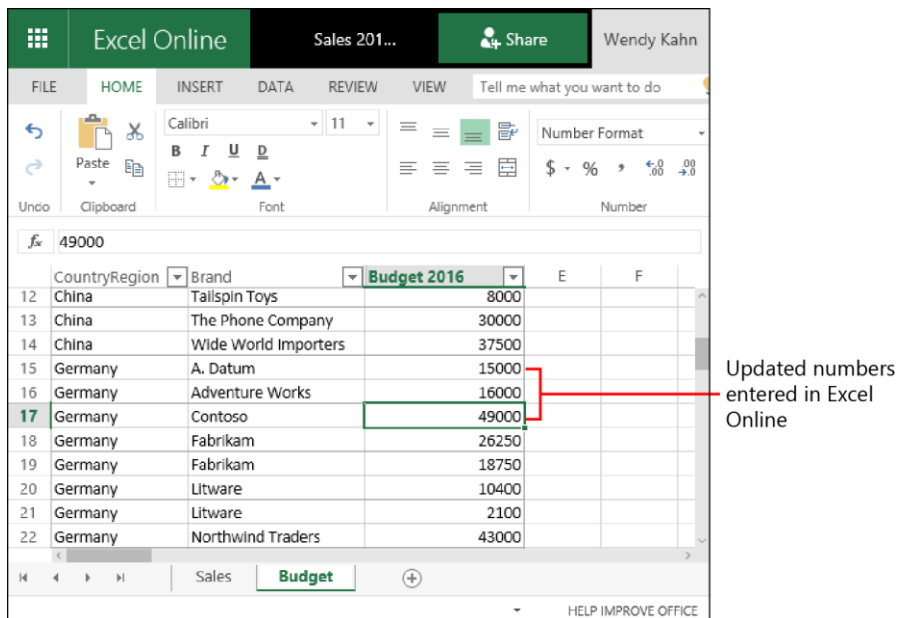 Excel Online Sales 201... Share Wendy Kahn
FILE HOME INSERT DATA REVIEW VIEW Tell me what you want to do
Calibri 11
Number Format
B I U D
Paste
$ % , .00 .00
A
Undo Clipboard Font Alignment Number
fx 49000
CountryRegion Brand Budget 2016 E F
12 China Tailspin Toys 8000
13 China The Phone Company 30000
14 China Wide World Importers 37500
15 Germany A. Datum 15000
16 Germany Adventure Works 16000
17 Germany Contoso 49000
18 Germany Fabrikam 26250
19 Germany Fabrikam 18750
20 Germany Litware 10400
21 Germany Litware 2100
22 Germany Northwind Traders 43000
Updated numbers
entered in Excel
Online
Sales Budget
HELP IMPROVE OFFICE